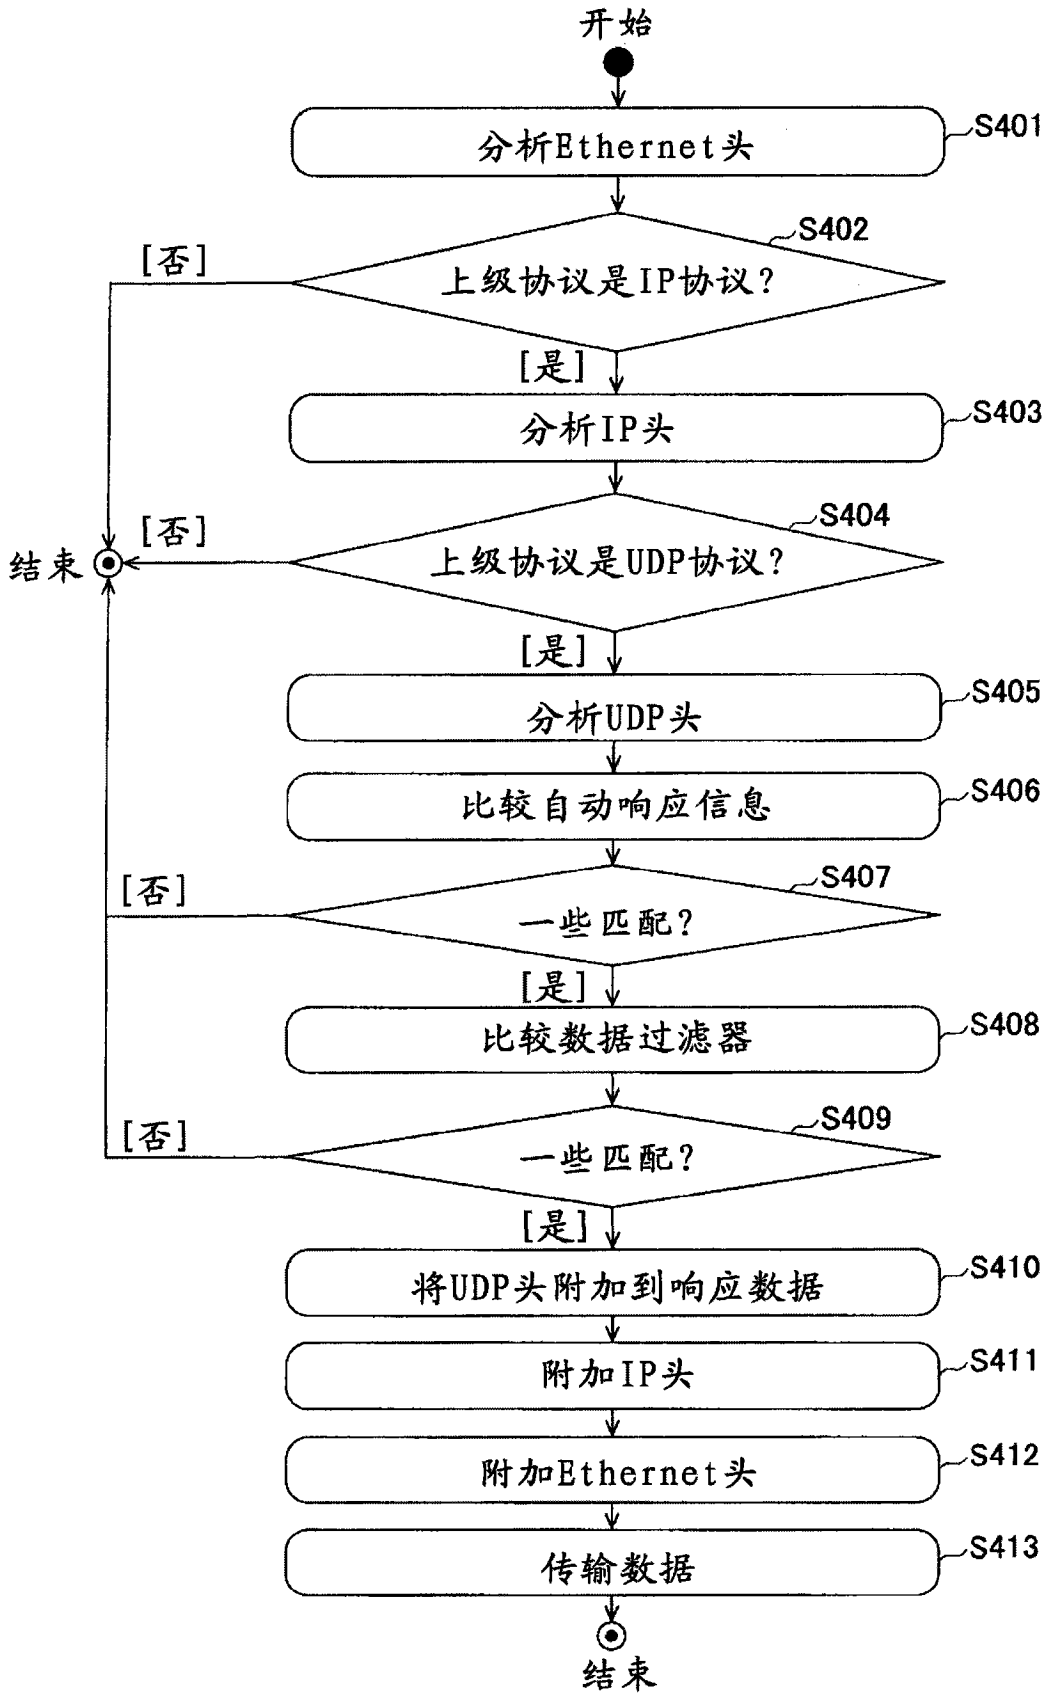 开始
分析Ethernet头
S401
S402
[否]
上级协议是IP协议?
[是]
分析IP头
S403
S404
[否]
结束
上级协议是UDP协议?
[是]
分析UDP头
S405
比较自动响应信息
S406
S407
[否]
一些匹配?
[是]
比较数据过滤器
S408
S409
[否]
一些匹配?
[是]
将UDP头附加到响应数据
S410
附加IP头
S411
附加Ethernet头
S412
传输数据
S413
结束